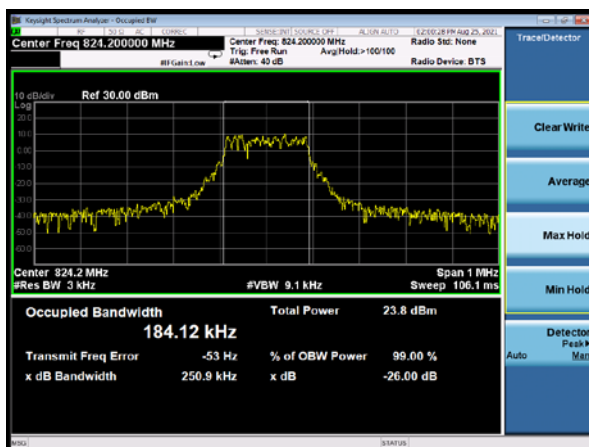 Keysight Spectrum Analyzer - Occupied BW
RF 50 Ω AC CORREC SENSE:INT SOURCE OFF ALIGN AUTO 02:00:28 PM Aug 25, 2021
Center Freq 824.200000 MHz
Center Freq: 824.200000 MHz
Radio Std: None
Trig: Free Run Avg|Hold:>100/100
#IFGain:Low #Atten: 40 dB Radio Device: BTS
10 dB/div Ref 30.00 dBm
Log
20.0
10.0
0.00
-10.0
-20.0
-30.0
-40.0
-50.0
-60.0
Center 824.2 MHz Span 1 MHz
#Res BW 3 kHz #VBW 9.1 kHz Sweep 106.1 ms
Occupied Bandwidth Total Power 23.8 dBm
184.12 kHz
Transmit Freq Error -53 Hz % of OBW Power 99.00 %
x dB Bandwidth 250.9 kHz x dB -26.00 dB
MSG STATUS
Trace/Detector
Clear Write
Average
Max Hold
Min Hold
Detector
Peak
Auto Man